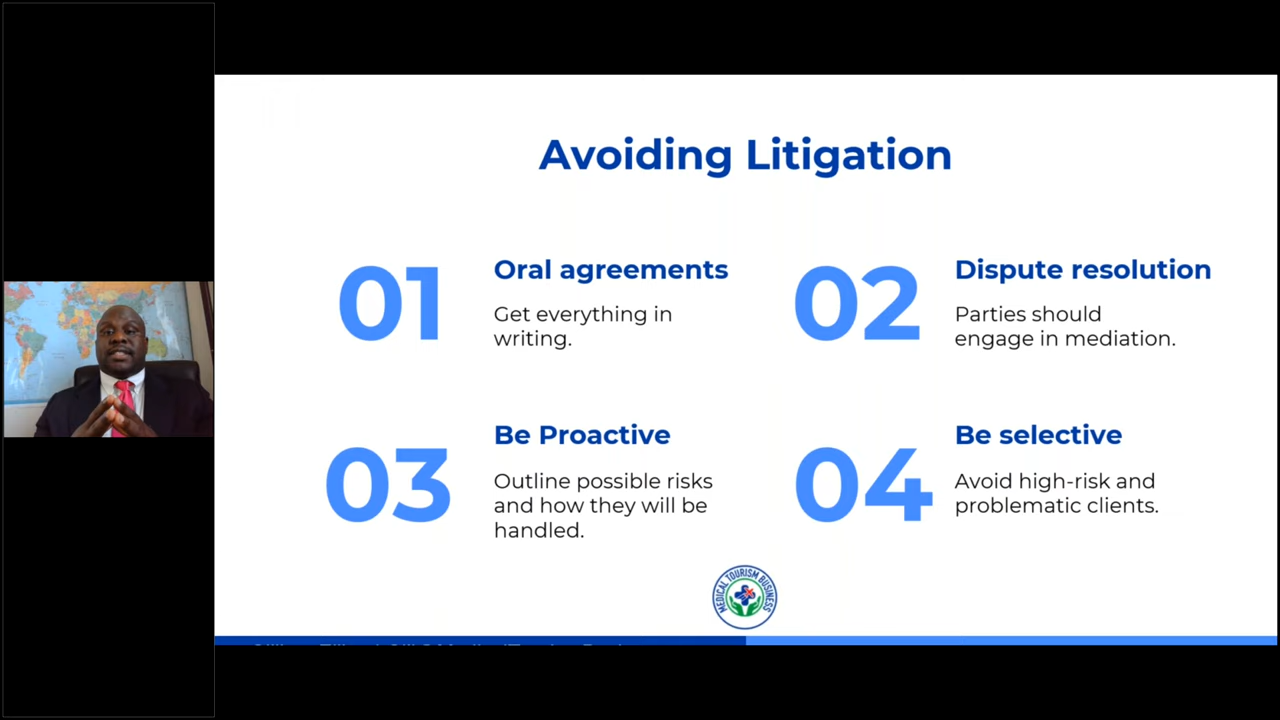 Avoiding Litigation
01
Oral agreements
Get everything in
writing.
02
Dispute resolution
Parties should
engage in mediation.
03
Be Proactive
Outline possible risks
and how they will be
handled.
04
Be selective
Avoid high-risk and
problematic clients.
MEDICAL TOURISM BUSINESS